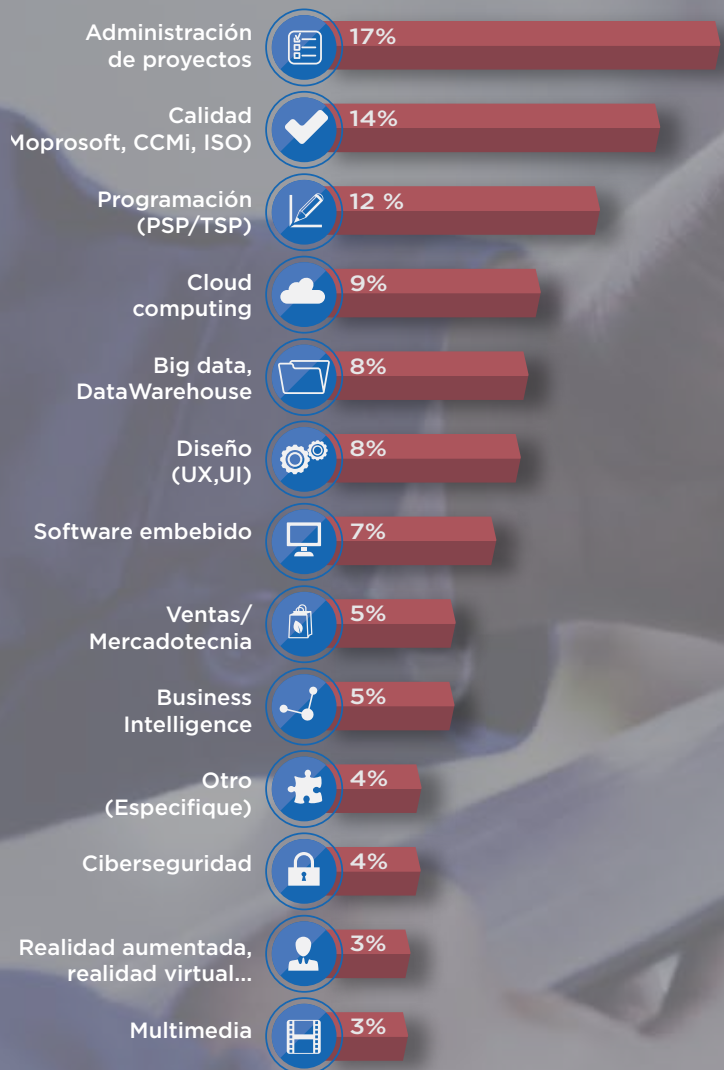 Administración
de proyectos
17%
Calidad
Moprosoft, CCMi, ISO)
14%
Programación
(PSP/TSP)
12 %
Cloud
computing
9%
Big data,
DataWarehouse
8%
Diseño
(UX,UI)
8%
Software embebido
7%
Ventas/
Mercadotecnia
5%
Business
Intelligence
5%
Otro
(Especifique)
4%
Ciberseguridad
4%
Realidad aumentada,
realidad virtual...
3%
Multimedia
3%